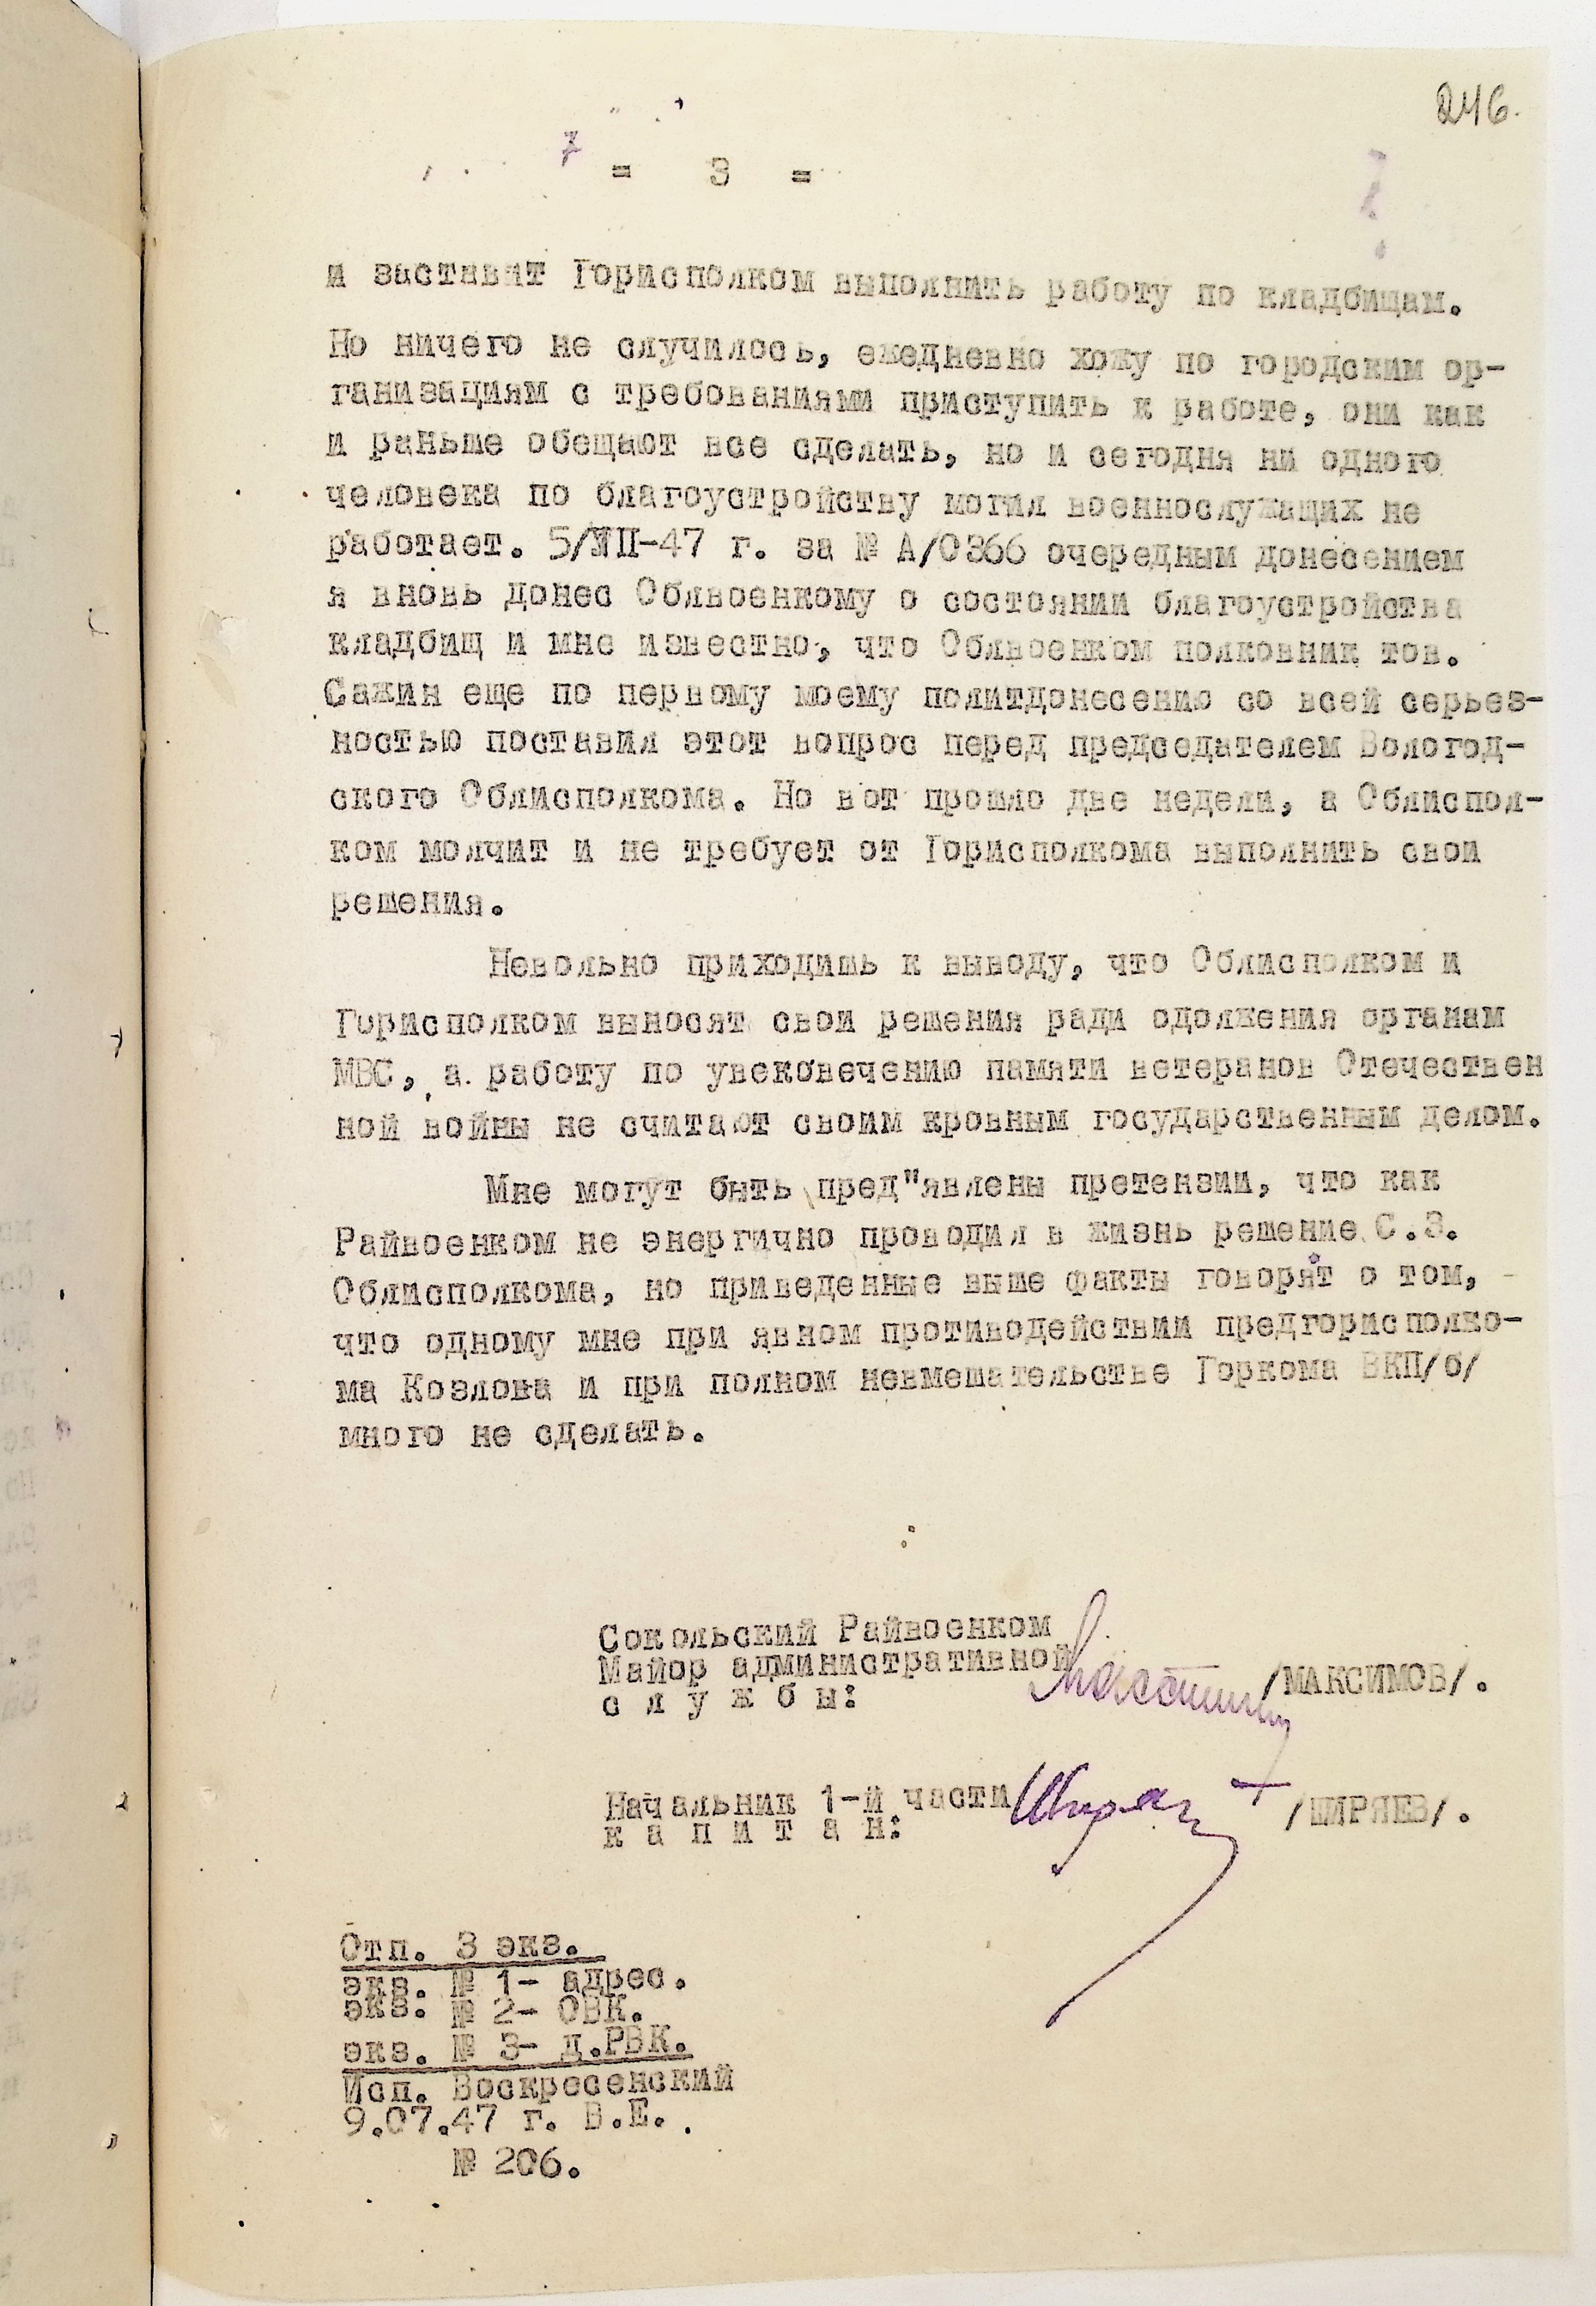 246.
= 3 =
и заставит Горисполком выполнить работу по кладбищам.
Но ничего не случилось, ежедневно хожу по городским ор-
ганизациям с требованиями приступить к работе, они как
и раньше обещают все сделать, но и сегодня ни одного
человека по благоустройству могил военнослужащих не
работает. 5/VII-47 г. за № А/0366 очередным донесением
я вновь донес Облвоенкому о состоянии благоустройства
кладбищ и мне известно, что Облвоенком полковник тов.
Сажин еще по первому моему политдонесению со всей серьез-
ностью поставил этот вопрос перед председателем Вологод-
ского Облисполкома. Но вот прошло две недели, а Облиспол-
ком молчит и не требует от Горисполкома выполнить свои
решения.
Невольно приходишь к выводу, что Облисполком и
Горисполком выносят свои решения ради одолжения органам
МВС, а работу по увековечению памяти ветеранов Отечествен
ной войны не считают своим кровным государственным делом.
Мне могут быть пред"явлены претензии, что как
Райвоенком не энергично проводил в жизнь решение С.З.
Облисполкома, но приведенные выше факты говорят о том,
что одному мне при явном противодействии предгорисполко-
ма Козлова и при полном невмешательстве Горкома ВКП/б/
много не сделать.
Сокольский Райвоенком
Майор административной
с л у ж б ы: /МАКСИМОВ/.
Начальник 1-й части
к а п и т а н: /ШИРЯЕВ/.
Отп. 3 экз.
экз. № 1- адрес.
экз. № 2- ОВК.
экз. № 3- д.РВК.
Исп. Воскресенский
9.07.47 г. В.Е.
№ 206.